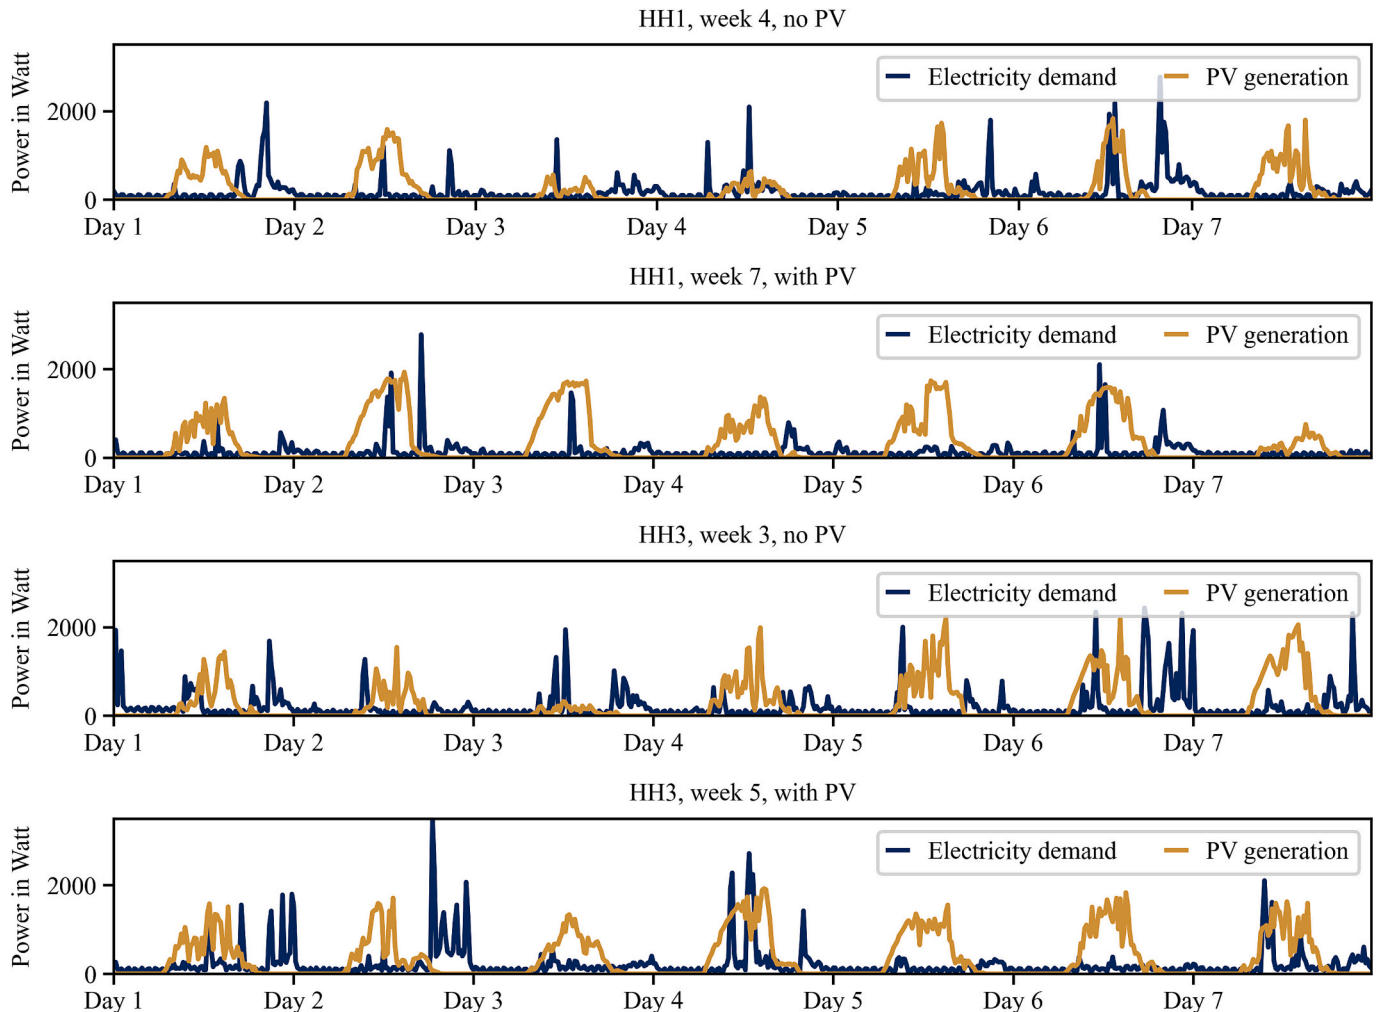 HH1, week 4, no PV
Power in Watt
2000
0
Electricity demand
PV generation
Day 1 Day 2 Day 3 Day 4 Day 5 Day 6 Day 7
HH1, week 7, with PV
Power in Watt
2000
0
Electricity demand
PV generation
Day 1 Day 2 Day 3 Day 4 Day 5 Day 6 Day 7
HH3, week 3, no PV
Power in Watt
2000
0
Electricity demand
PV generation
Day 1 Day 2 Day 3 Day 4 Day 5 Day 6 Day 7
HH3, week 5, with PV
Power in Watt
2000
0
Electricity demand
PV generation
Day 1 Day 2 Day 3 Day 4 Day 5 Day 6 Day 7